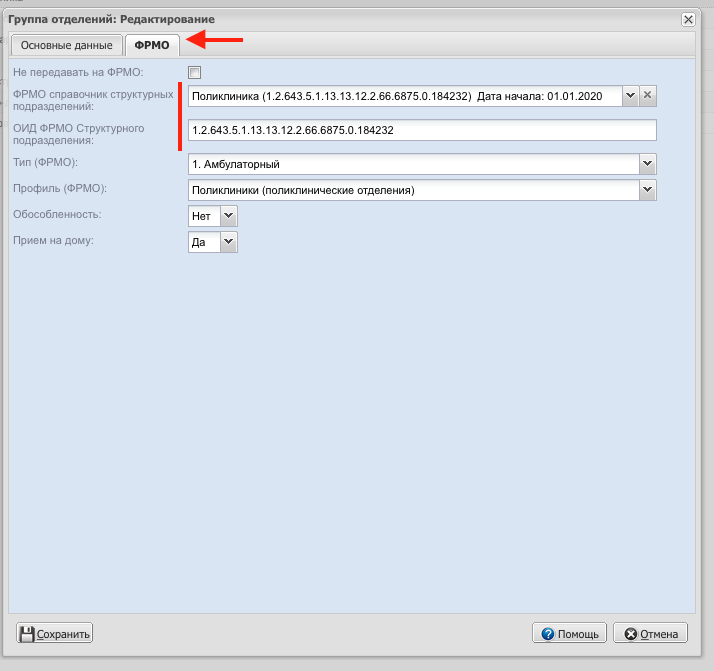 Группа отделений: Редактирование
Основные данные
ФРМО
Не передавать на ФРМО:
ФРМО справочник структурных
подразделений:
Поликлиника (1.2.643.5.1.13.13.12.2.66.6875.0.184232) Дата начала: 01.01.2020
ОИД ФРМО Структурного
подразделения:
1.2.643.5.1.13.13.12.2.66.6875.0.184232
Тип (ФРМО):
1. Амбулаторный
Профиль (ФРМО):
Поликлиники (поликлинические отделения)
Обособленность:
Нет
Прием на дому:
Да
Сохранить
Помощь
Отмена